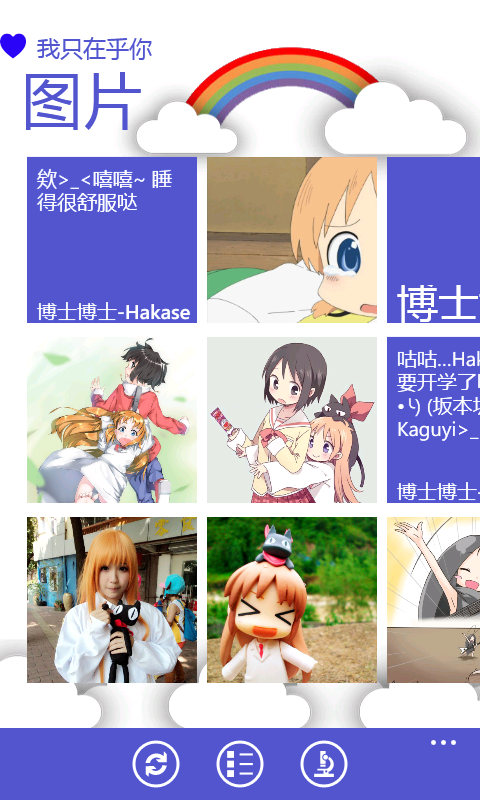 我只在乎你
图片
欸>_<嘻嘻~ 睡
得很舒服哒
博士博士-Hakase
博士
咕咕...Hak
要开学了
(坂本
Kaguyi>_
博士博士-